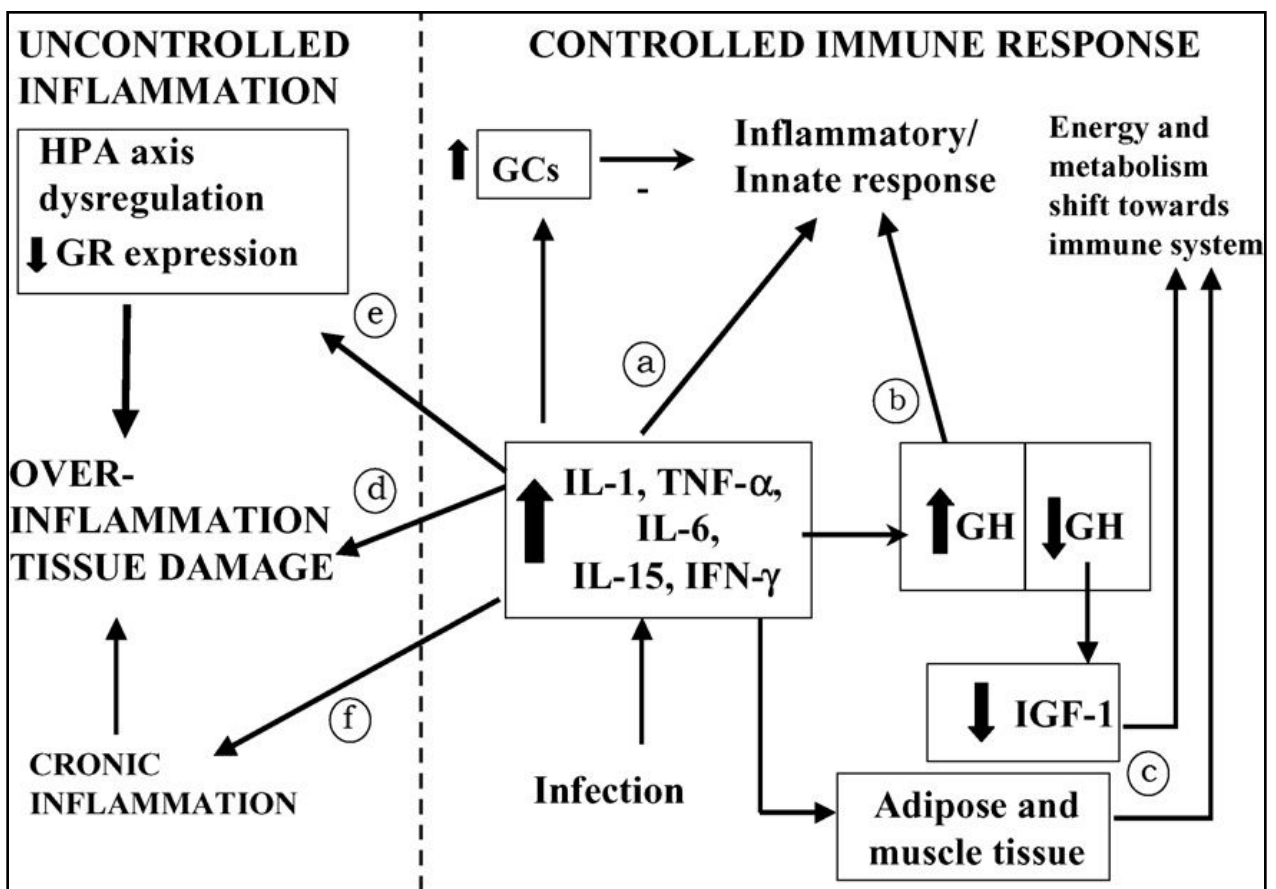 UNCONTROLLED
INFLAMMATION
HPA axis
dysregulation
GR expression
e
OVER-
INFLAMMATION
TISSUE DAMAGE
d
CRONIC
INFLAMMATION
f
CONTROLLED IMMUNE RESPONSE
GCs
-
Inflammatory/
Innate response
Energy and
metabolism
shift towards
immune system
a
b
IL-1, TNF-α,
IL-6,
IL-15, IFN-γ
GH
GH
IGF-1
c
Infection
Adipose and
muscle tissue